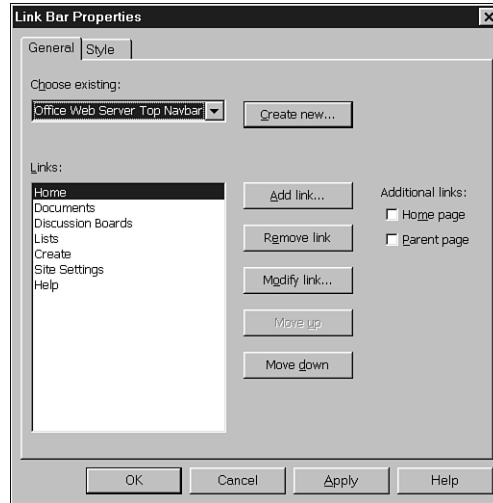 Link Bar Properties
General
Style
Choose existing:
Office Web Server Top Navbar
Create new...
Links:
Home
Documents
Discussion Boards
Lists
Create
Site Settings
Help
Add link...
Remove link
Modify link...
Move up
Move down
Additional links:
Home page
Parent page
OK
Cancel
Apply
Help